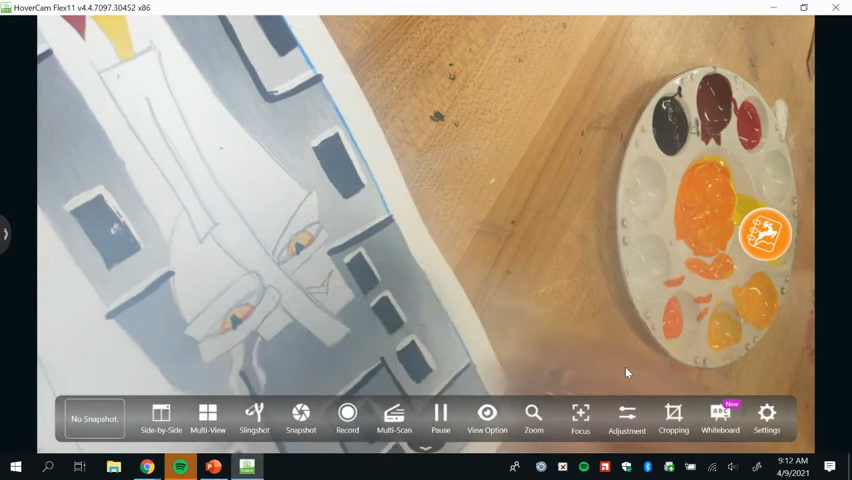 HoverCam Flex11 v4.4.7097.30452 x86
No Snapshot.
Side-by-Side
Multi-View
Slingshot
Snapshot
Record
Multi-Scan
Pause
View Option
Zoom
Focus
Adjustment
Cropping
New
ABC
Whiteboard
Settings
9:12 AM
4/9/2021